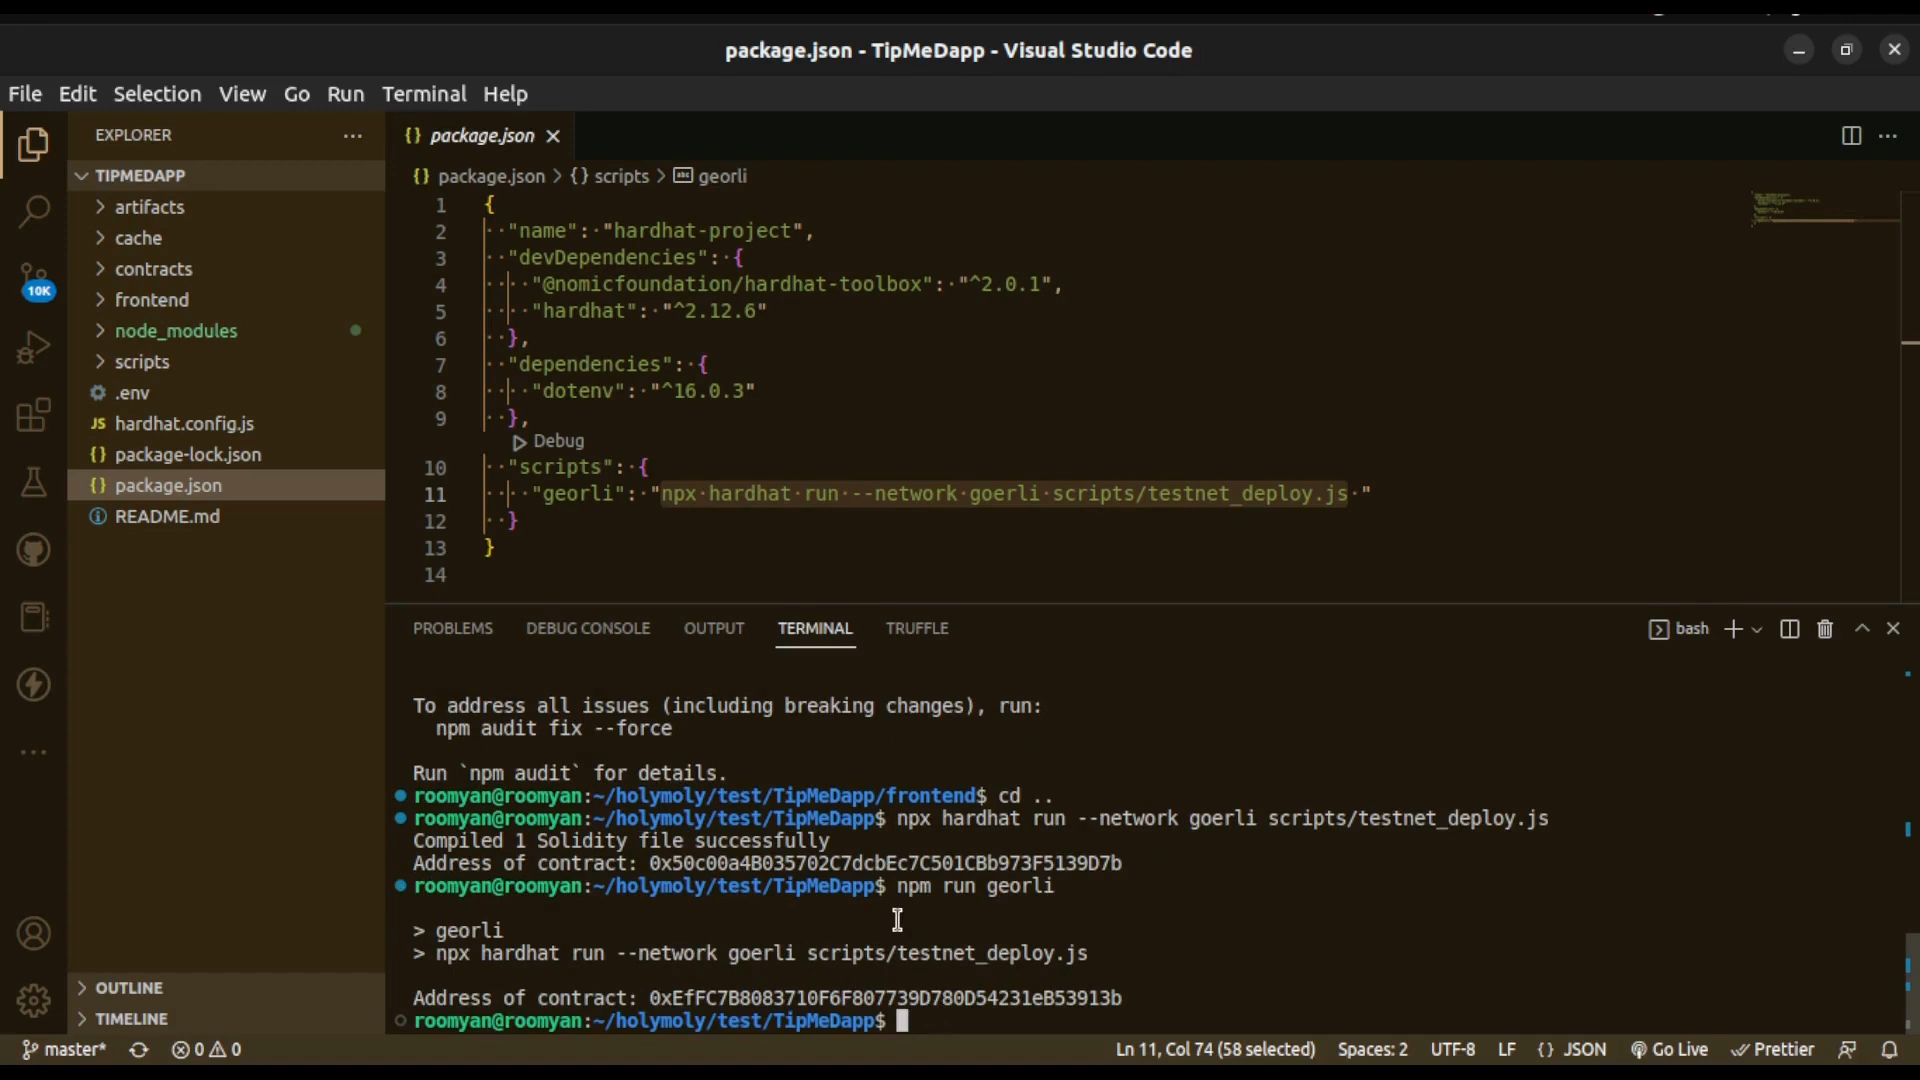 package.json - TipMeDapp - Visual Studio Code
File Edit Selection View Go Run Terminal Help
EXPLORER
TIPMEDAPP
artifacts
cache
contracts
frontend
node_modules
scripts
.env
JS hardhat.config.js
{} package-lock.json
{} package.json
README.md
OUTLINE
TIMELINE
10K
{} package.json
{} package.json > {} scripts > abc georli
1 {
2 "name": "hardhat-project",
3 "devDependencies": {
4 "@nomicfoundation/hardhat-toolbox": "^2.0.1",
5 "hardhat": "^2.12.6"
6 },
7 "dependencies": {
8 "dotenv": "^16.0.3"
9 },
Debug
10 "scripts": {
11 "georli": "npx hardhat run --network goerli scripts/testnet_deploy.js "
12 }
13 }
14
PROBLEMS DEBUG CONSOLE OUTPUT TERMINAL TRUFFLE
bash
To address all issues (including breaking changes), run:
npm audit fix --force
Run `npm audit` for details.
roomyan@roomyan:~/holymoly/test/TipMeDapp/frontend$ cd ..
roomyan@roomyan:~/holymoly/test/TipMeDapp$ npx hardhat run --network goerli scripts/testnet_deploy.js
Compiled 1 Solidity file successfully
Address of contract: 0x50c00a4B035702C7dcbEc7C501CBb973F5139D7b
roomyan@roomyan:~/holymoly/test/TipMeDapp$ npm run georli
> georli
> npx hardhat run --network goerli scripts/testnet_deploy.js
Address of contract: 0xEfFC7B8083710F6F807739D780D54231eB53913b
roomyan@roomyan:~/holymoly/test/TipMeDapp$
master* 0 0 Ln 11, Col 74 (58 selected) Spaces: 2 UTF-8 LF {} JSON Go Live Prettier